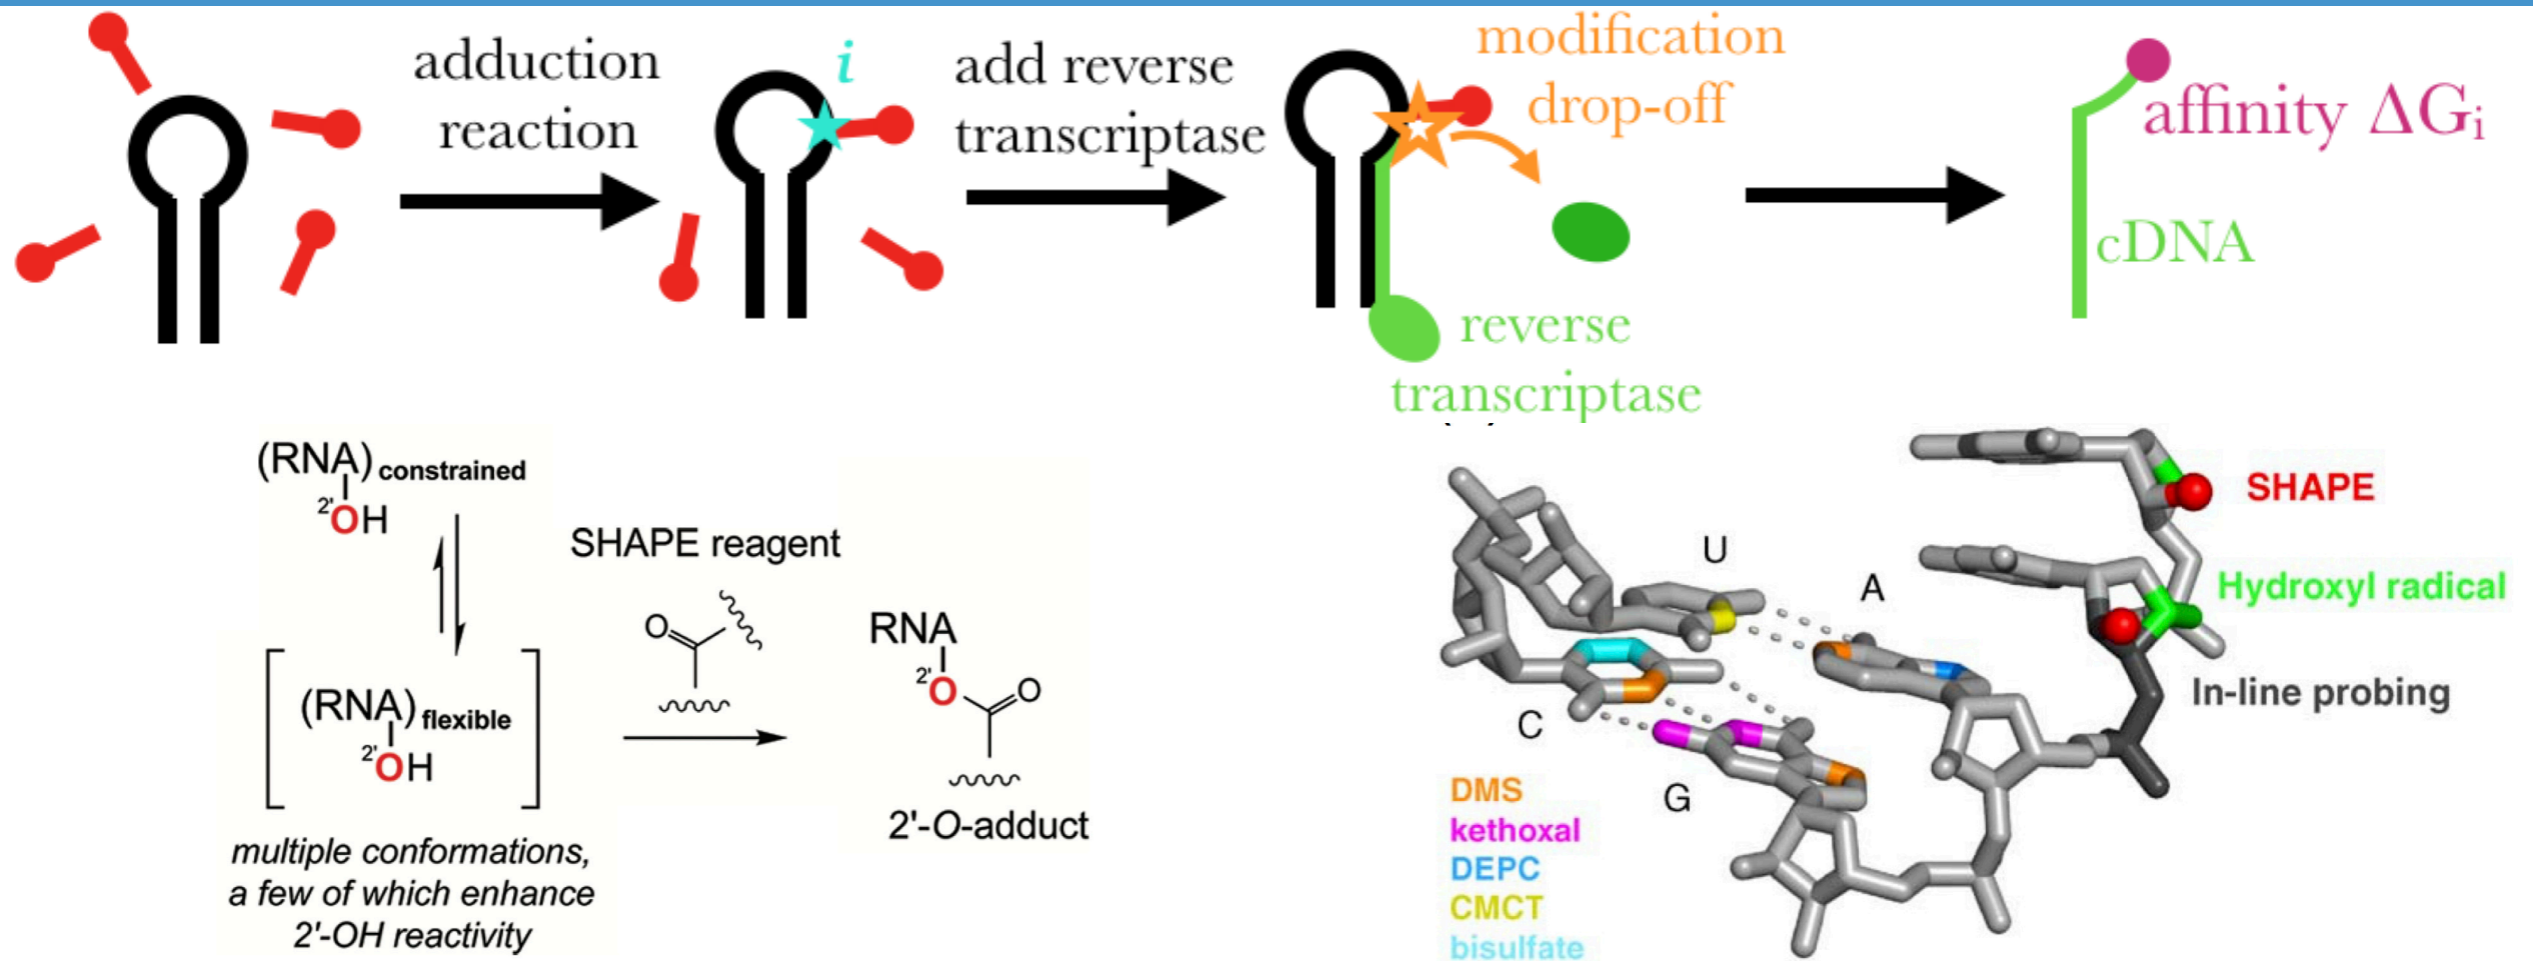 adduction
reaction
i
add reverse
transcriptase
modification
drop-off
reverse
transcriptase
affinity ΔGi
cDNA
(RNA) constrained
2'
OH
(RNA) flexible
2'
OH
multiple conformations,
a few of which enhance
2'-OH reactivity
SHAPE reagent
O
RNA
2'
O
O
2'-O-adduct
U
A
C
G
SHAPE
Hydroxyl radical
In-line probing
DMS
kethoxal
DEPC
CMCT
bisulfate